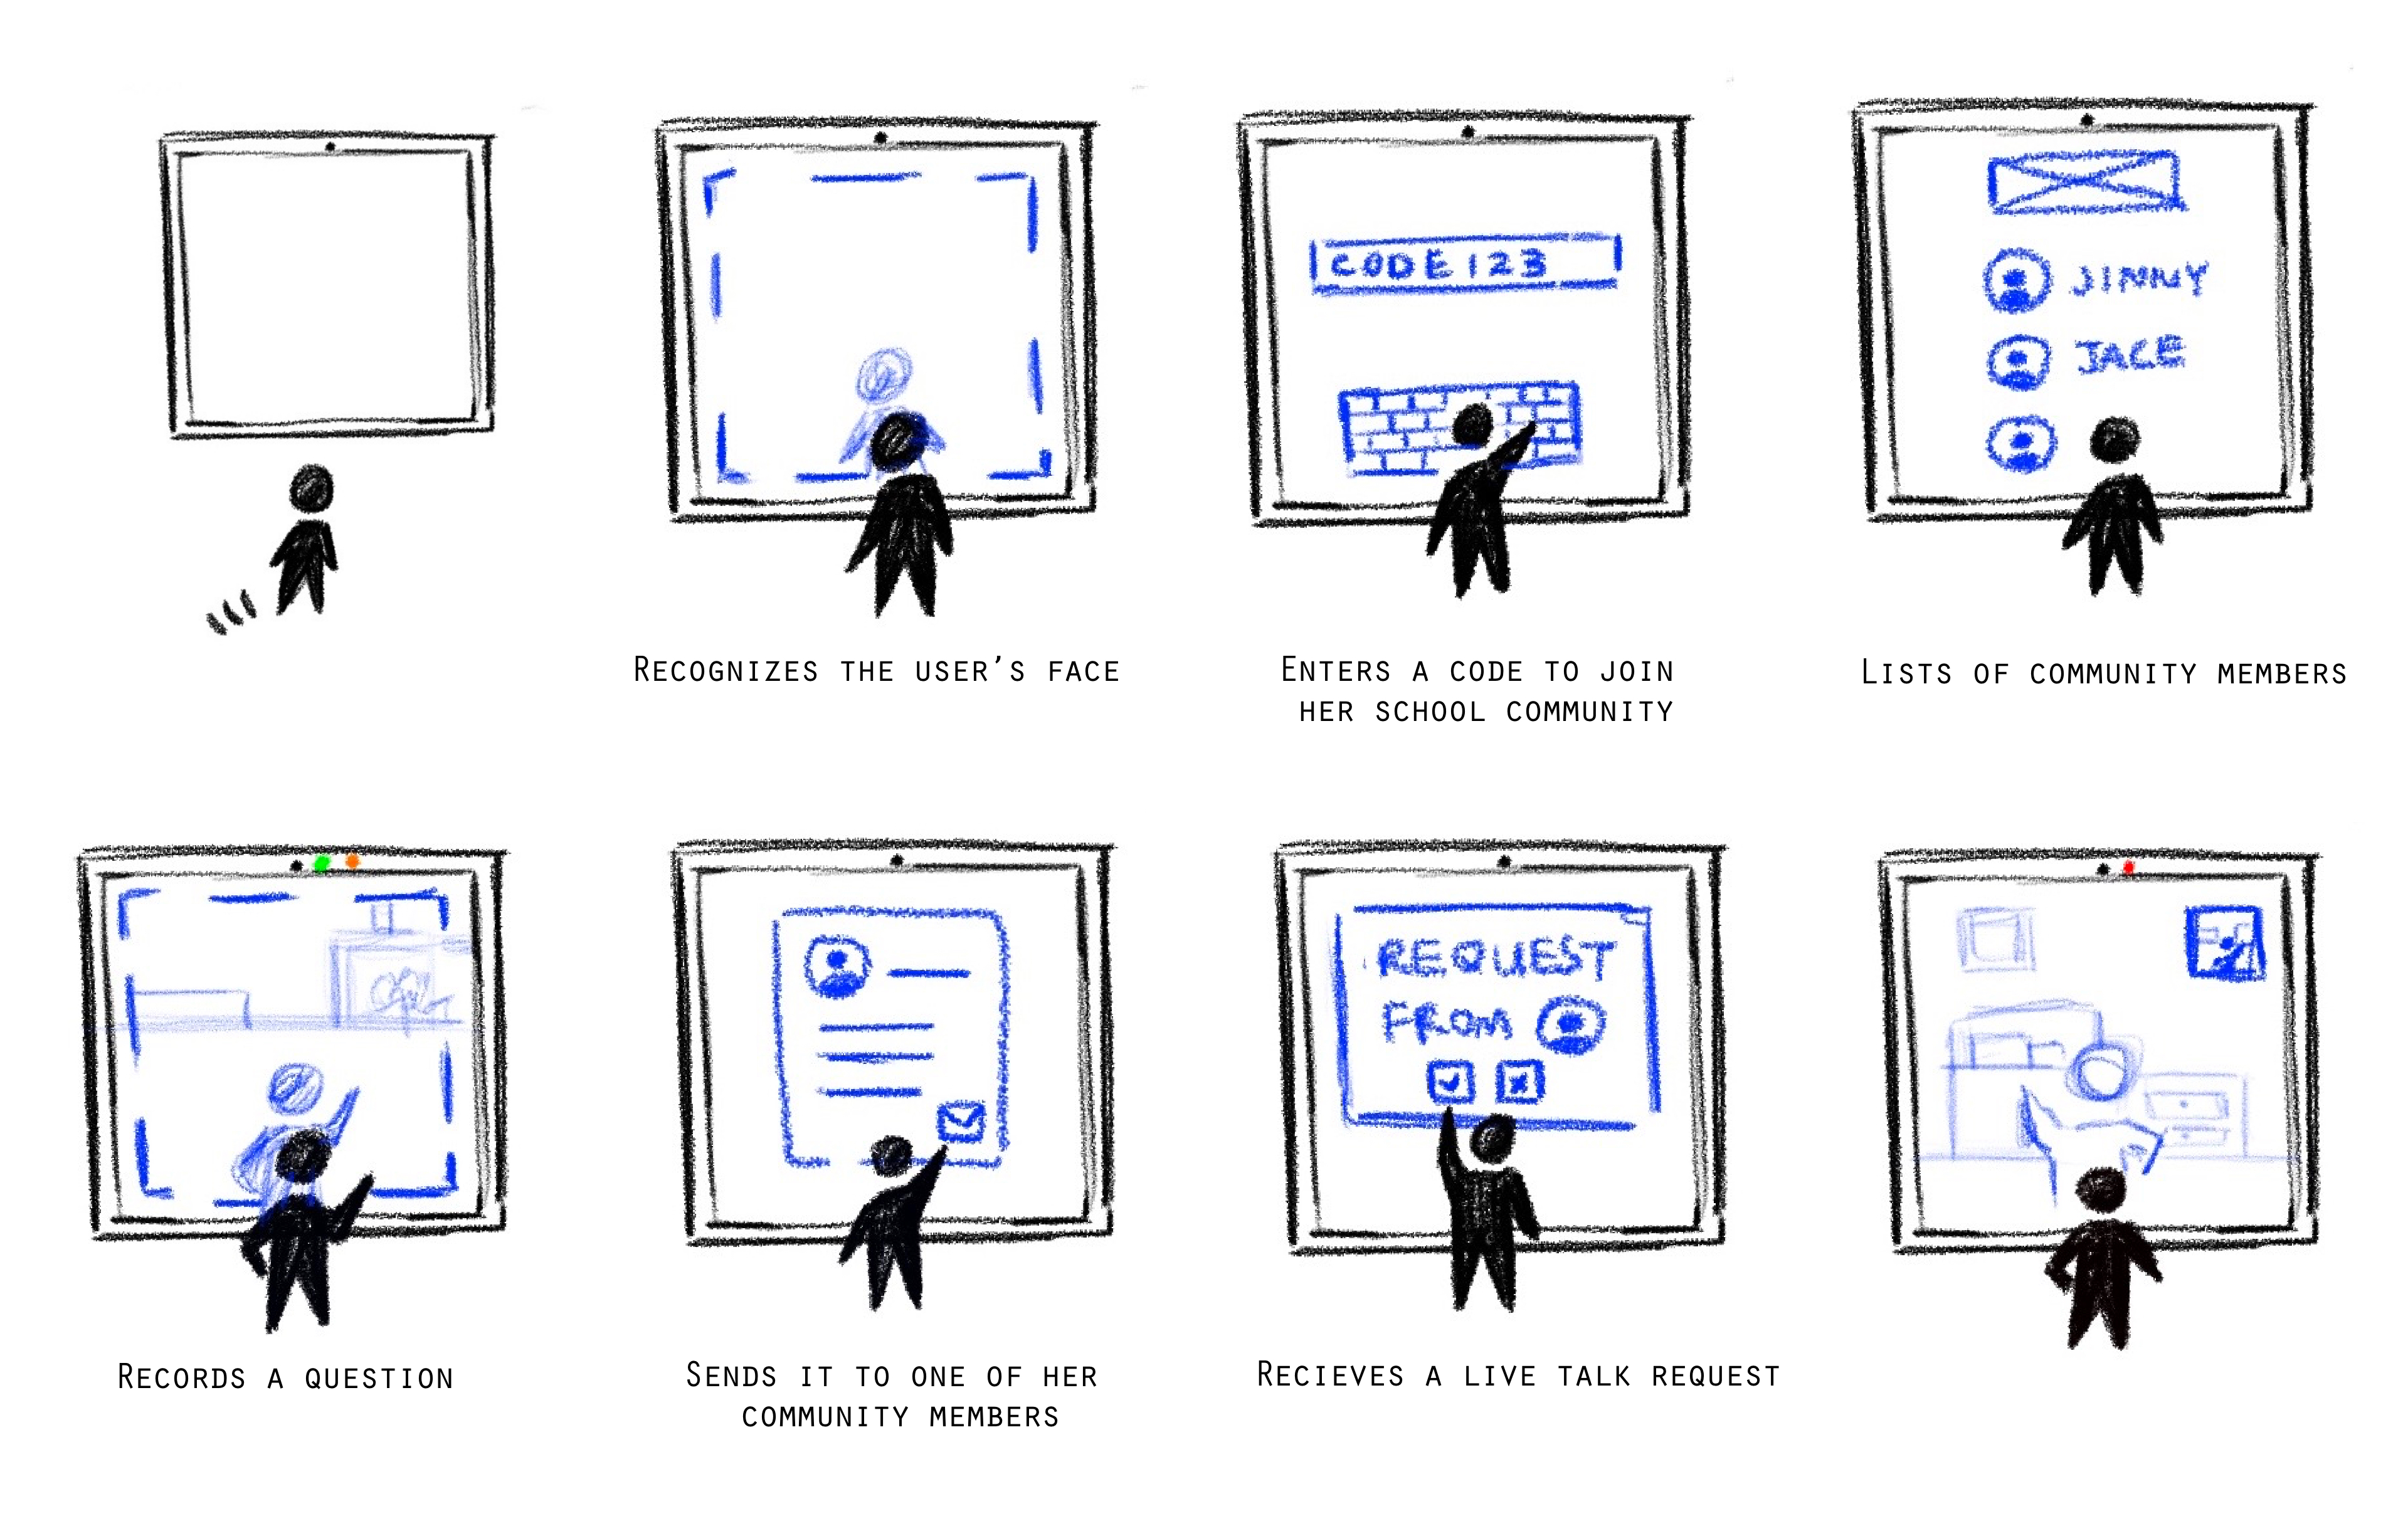 CODE123
JINNY
JACE
RECOGNIZES THE USER'S FACE
ENTERS A CODE TO JOIN
HER SCHOOL COMMUNITY
LISTS OF COMMUNITY MEMBERS
REQUEST
FROM
RECORDS A QUESTION
SENDS IT TO ONE OF HER
COMMUNITY MEMBERS
RECIEVES A LIVE TALK REQUEST